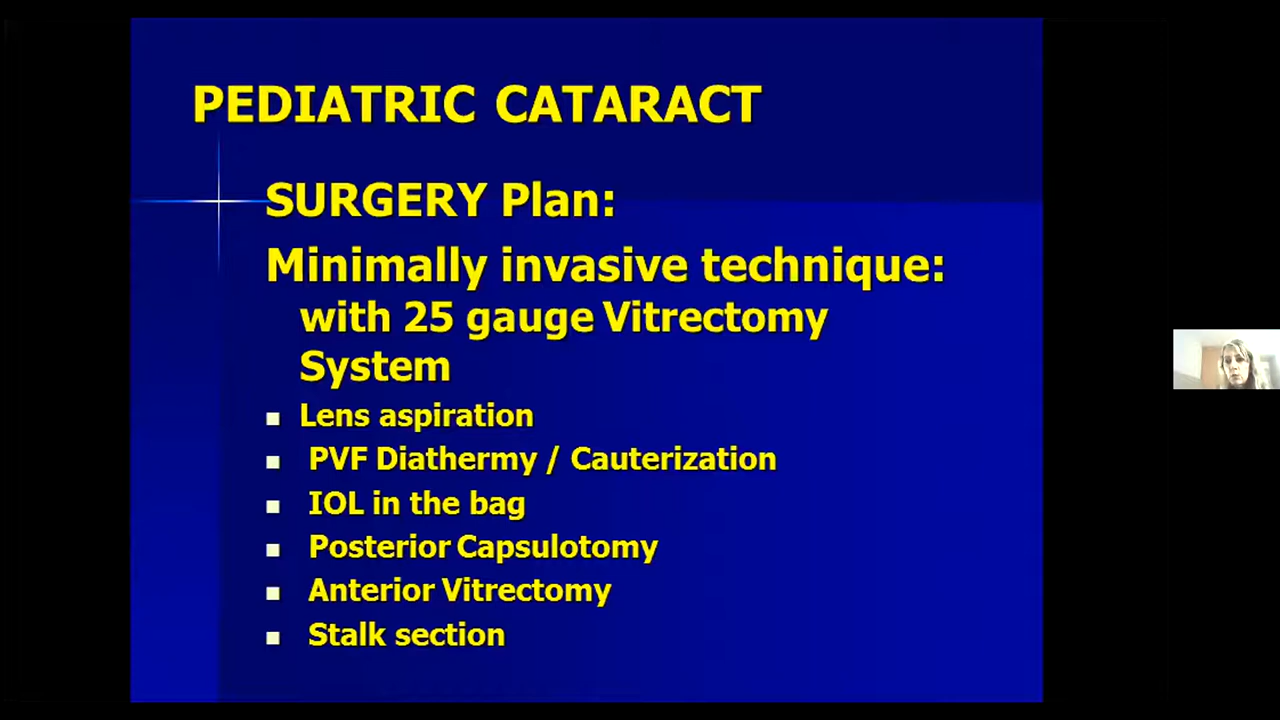 PEDIATRIC CATARACT
SURGERY Plan:
Minimally invasive technique:
with 25 gauge Vitrectomy
System
Lens aspiration
PVF Diathermy / Cauterization
IOL in the bag
Posterior Capsulotomy
Anterior Vitrectomy
Stalk section